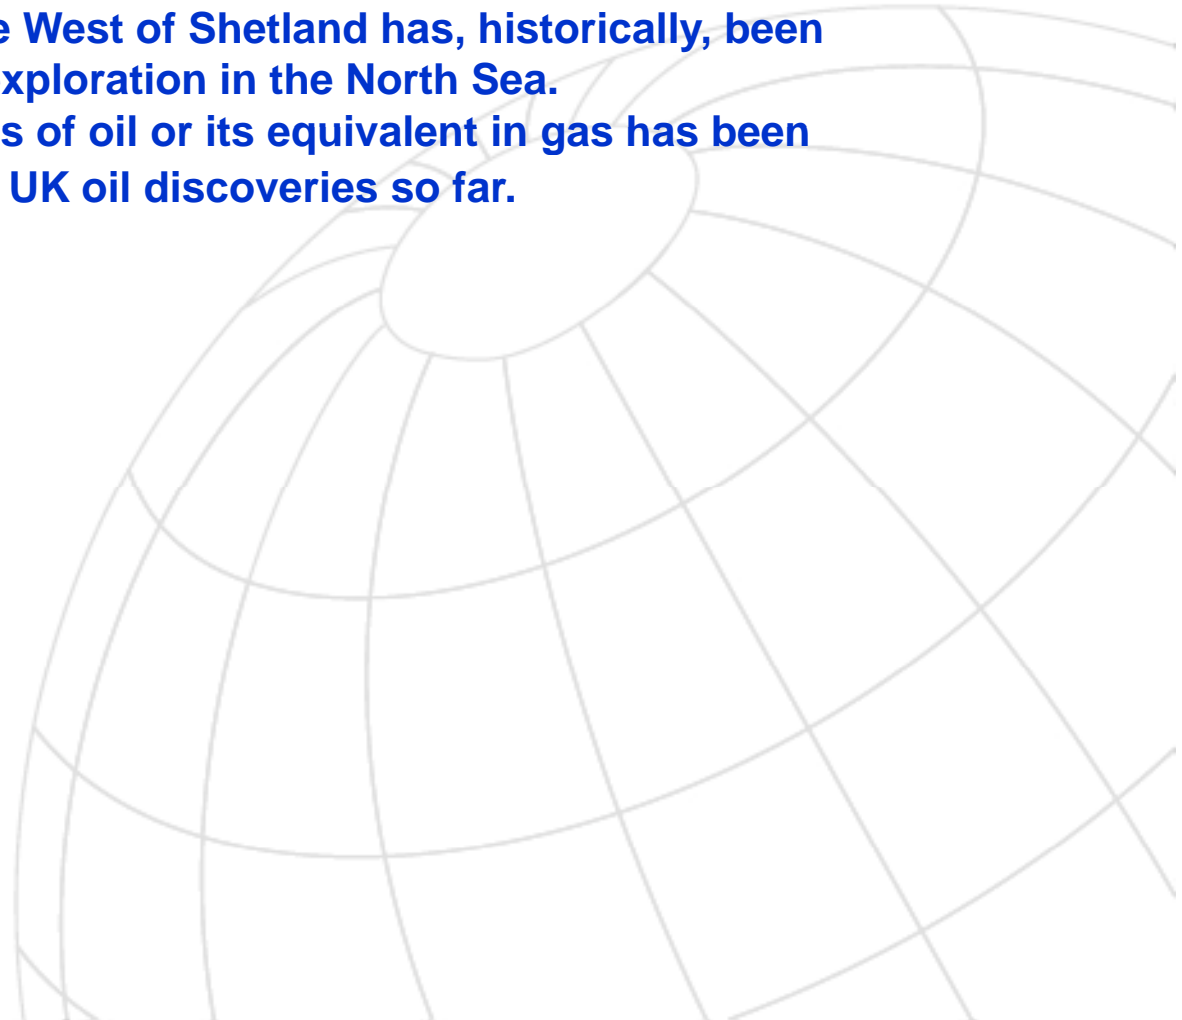 e West of Shetland has, historically, been
xploration in the North Sea.
s of oil or its equivalent in gas has been
UK oil discoveries so far.